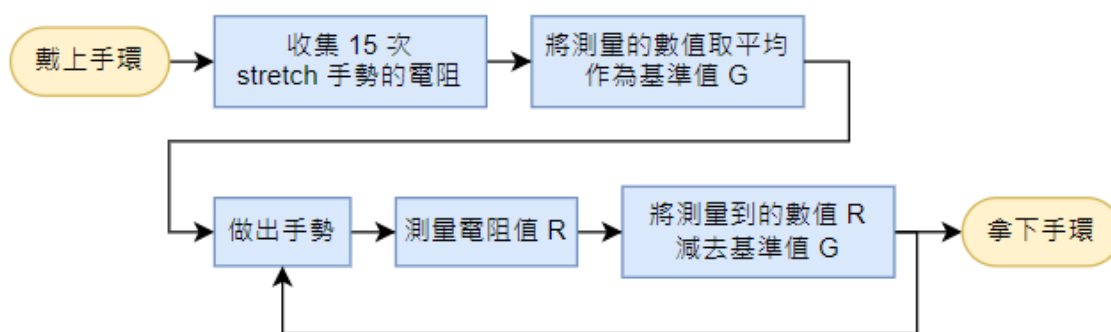 戴上手環
收集 15 次
stretch 手勢的電阻
將測量的數值取平均
作為基準值 G
做出手勢
測量電阻值 R
將測量到的數值 R
減去基準值 G
拿下手環